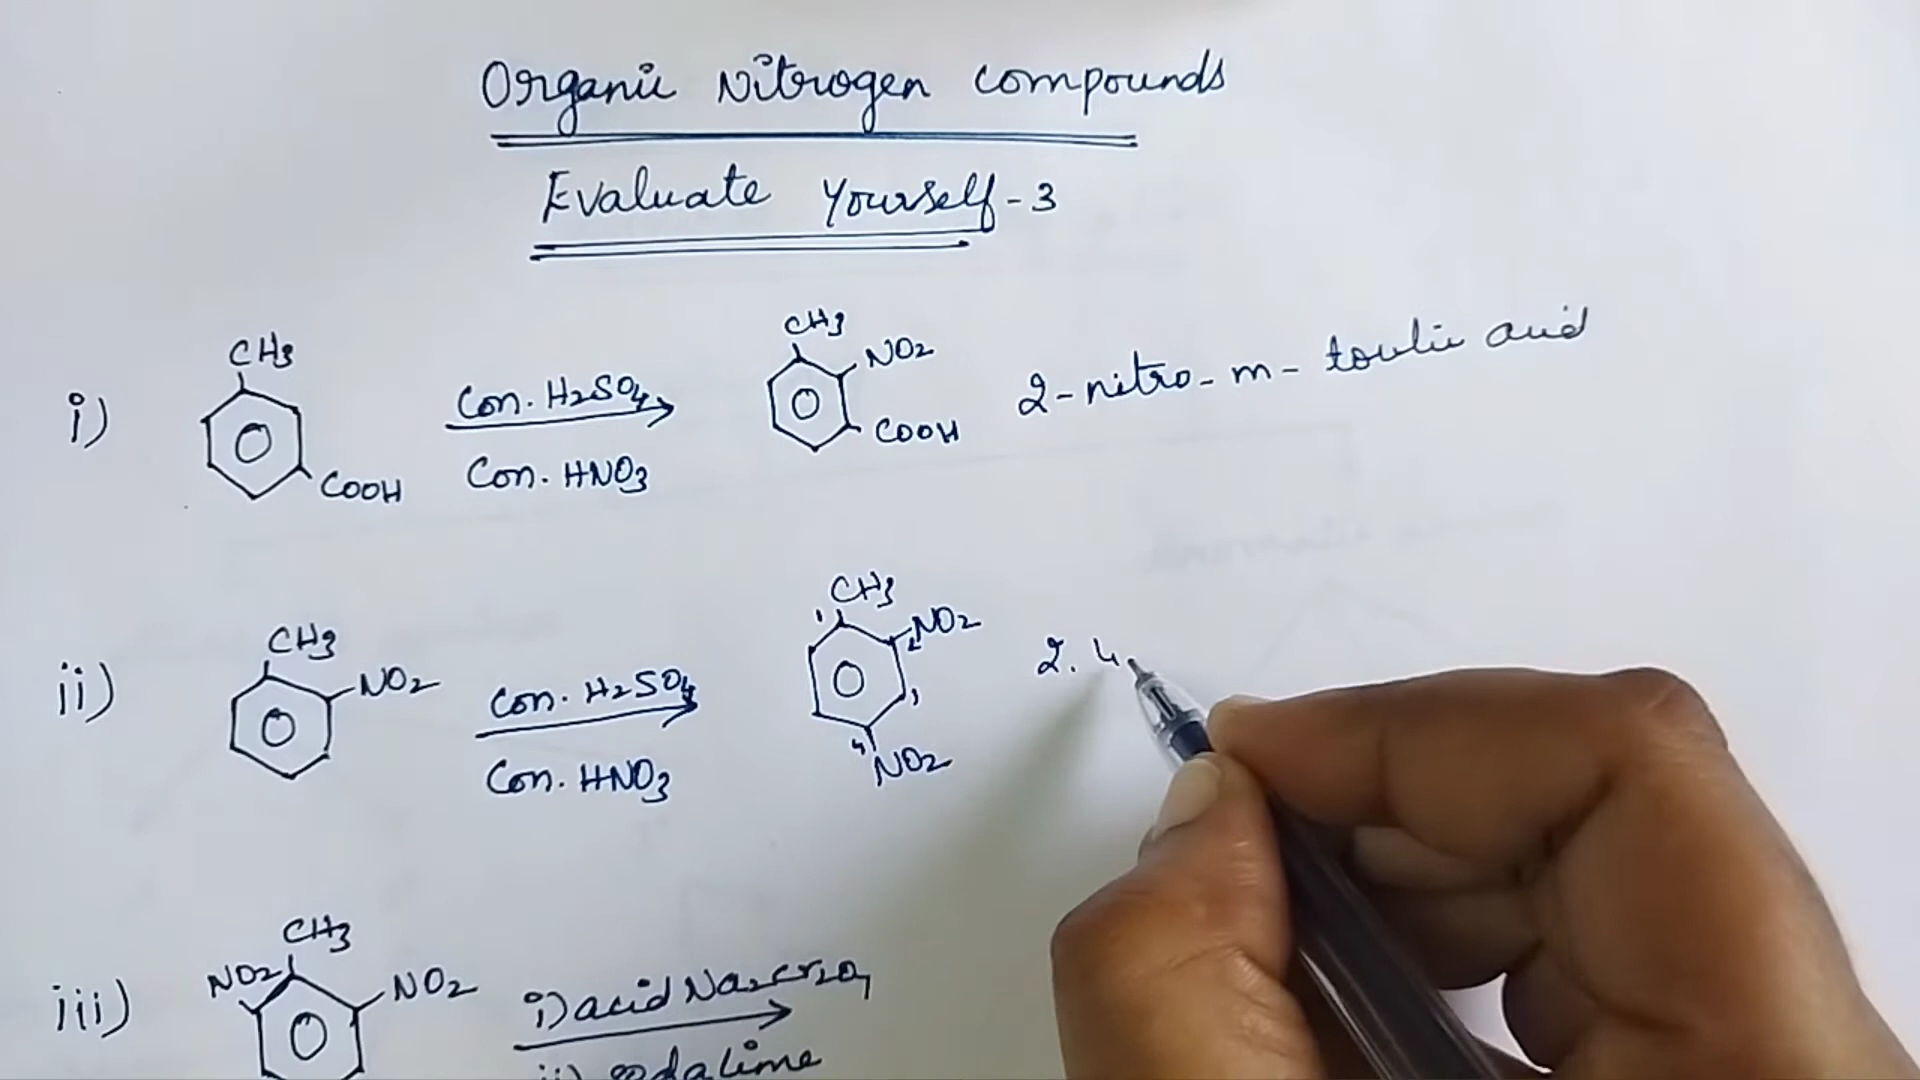 Organic Nitrogen compounds
Evaluate Yourself-3
i)
CH3
COOH
Con. H2SO4
Con. HNO3
CH3
NO2
COOH
2-nitro-m-toulic acid
ii)
CH3
NO2
Con. H2SO4
Con. HNO3
CH3
1
NO2
2
3
4
NO2
2. 4
iii)
CH3
NO2
NO2
i) acid Na2Cr2O7
ii) sodalime